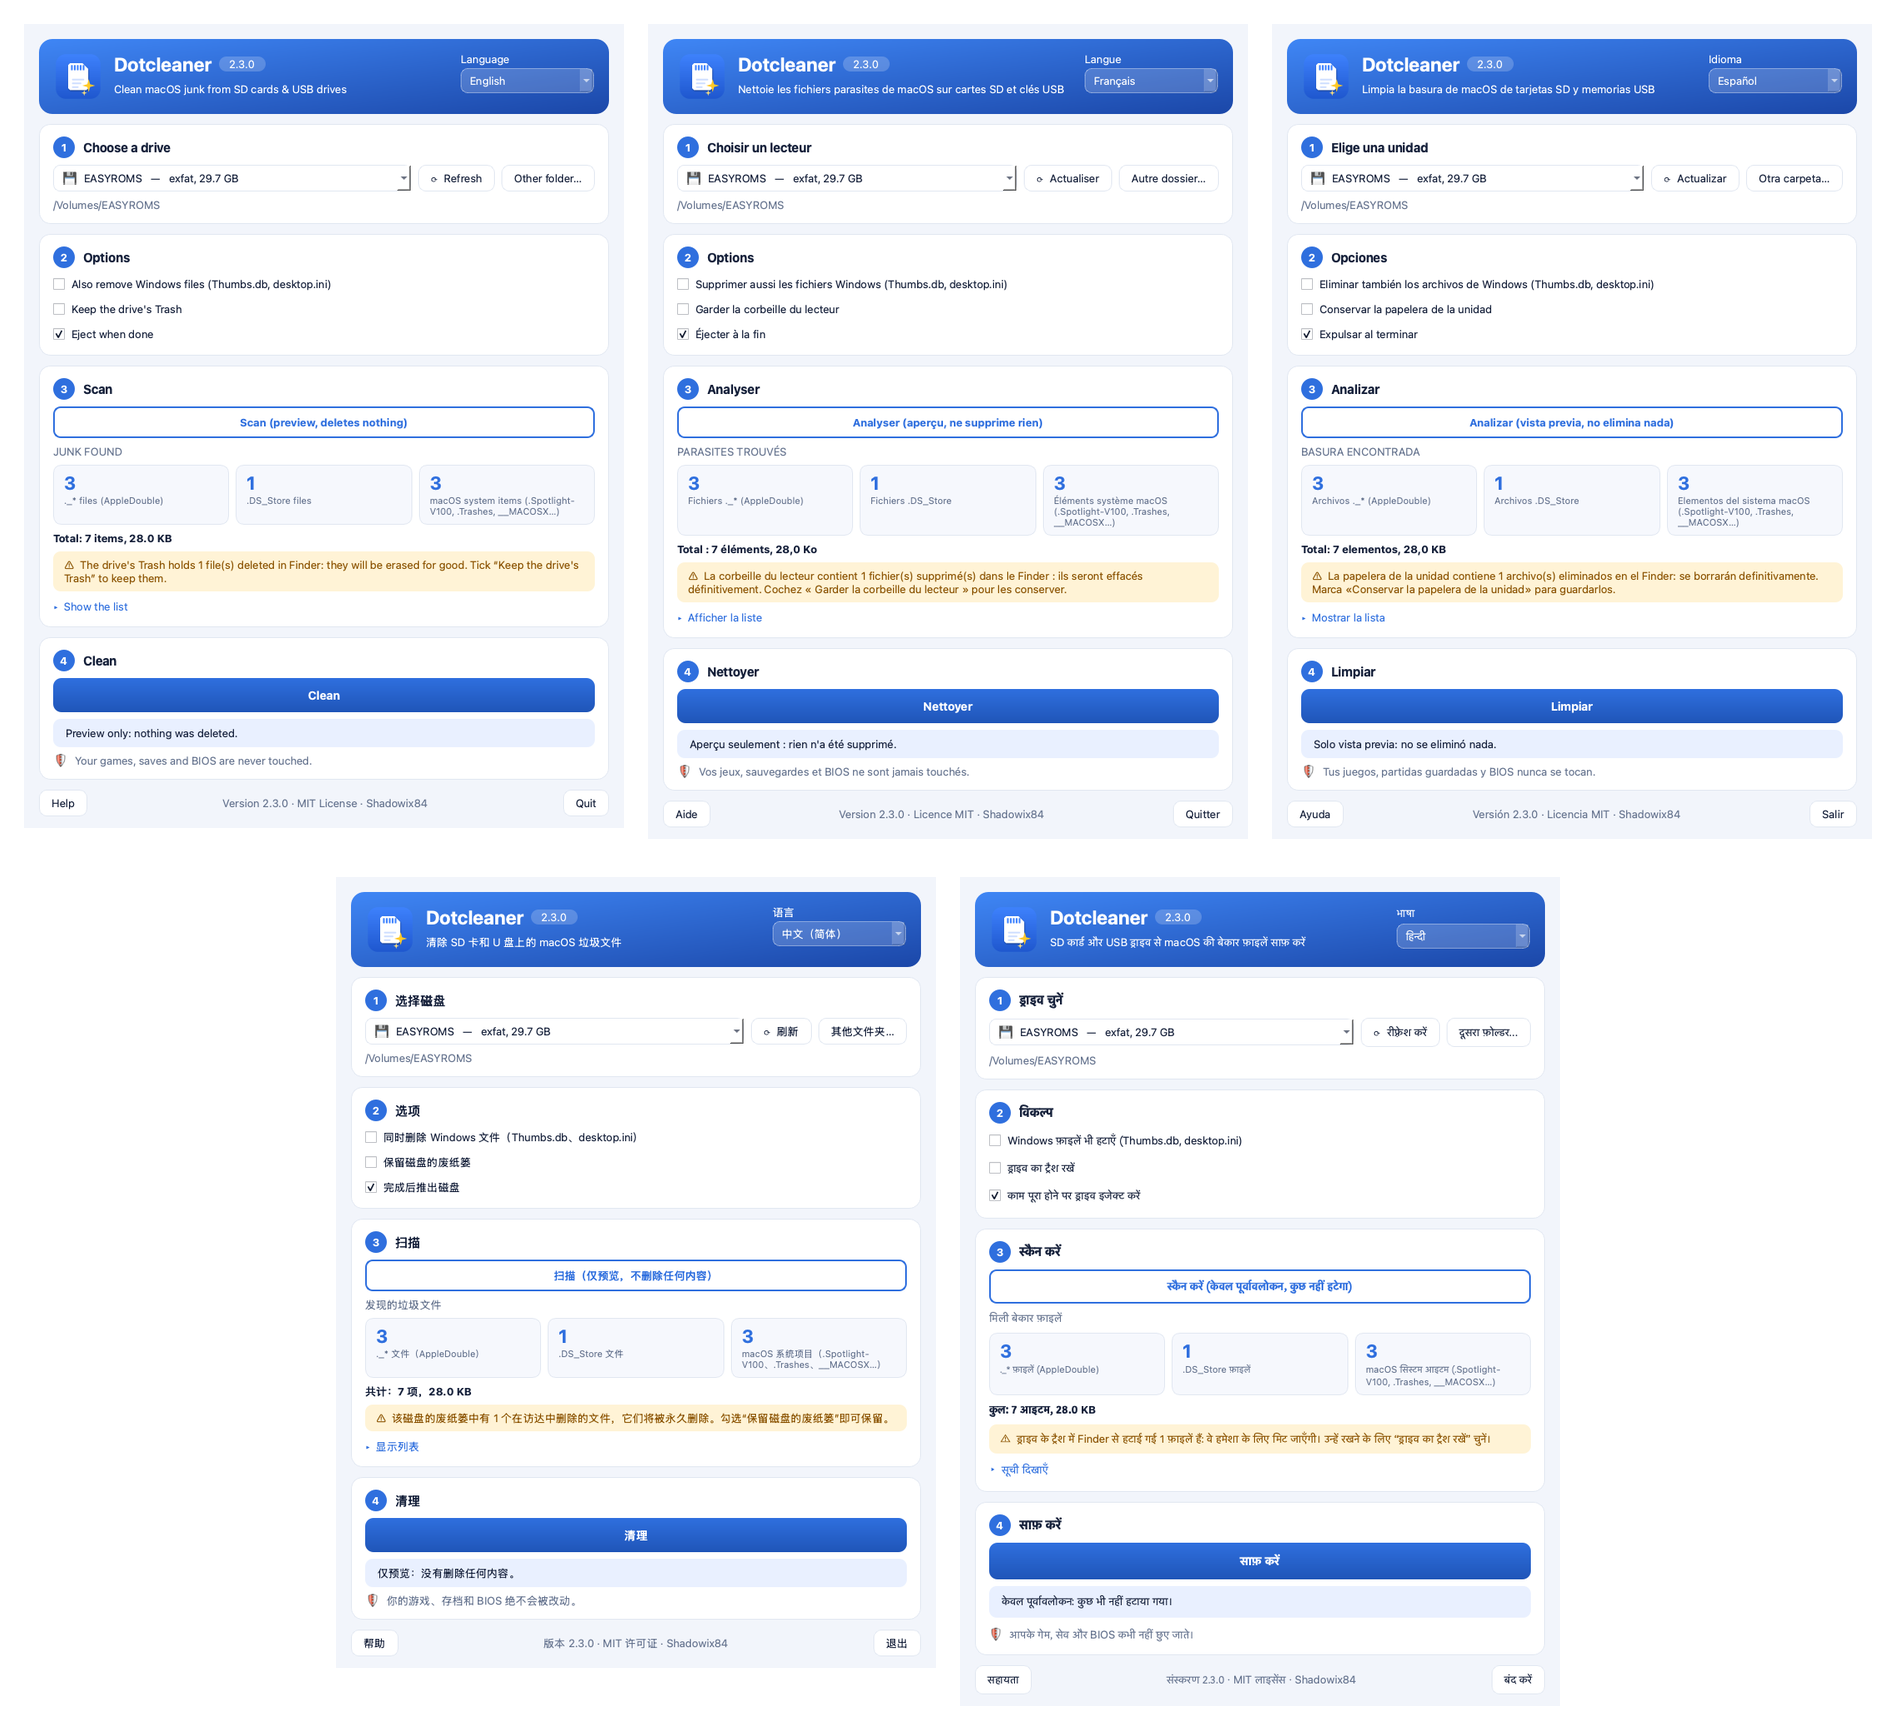 Dotcleaner 2.3.0
Clean macOS junk from SD cards & USB drives
Language
English
1 Choose a drive
EASYROMS — exfat, 29.7 GB
Refresh
Other folder...
/Volumes/EASYROMS
2 Options
Also remove Windows files (Thumbs.db, desktop.ini)
Keep the drive's Trash
Eject when done
3 Scan
Scan (preview, deletes nothing)
JUNK FOUND
3
._* files (AppleDouble)
1
.DS_Store files
3
macOS system items (.Spotlight-
V100, .Trashes, __MACOSX...)
Total: 7 items, 28.0 KB
⚠ The drive's Trash holds 1 file(s) deleted in Finder: they will be erased for good. Tick “Keep the drive's
Trash” to keep them.
Show the list
4 Clean
Clean
Preview only: nothing was deleted.
Your games, saves and BIOS are never touched.
Help
Version 2.3.0 · MIT License · Shadowix84
Quit
Dotcleaner 2.3.0
Nettoie les fichiers parasites de macOS sur cartes SD et clés USB
Langue
Français
1 Choisir un lecteur
EASYROMS — exfat, 29.7 GB
Actualiser
Autre dossier...
/Volumes/EASYROMS
2 Options
Supprimer aussi les fichiers Windows (Thumbs.db, desktop.ini)
Garder la corbeille du lecteur
Éjecter à la fin
3 Analyser
Analyser (aperçu, ne supprime rien)
PARASITES TROUVÉS
3
Fichiers ._* (AppleDouble)
1
Fichiers .DS_Store
3
Éléments système macOS
(.Spotlight-V100, .Trashes,
__MACOSX...)
Total : 7 éléments, 28,0 Ko
⚠ La corbeille du lecteur contient 1 fichier(s) supprimé(s) dans le Finder : ils seront effacés
définitivement. Cochez « Garder la corbeille du lecteur » pour les conserver.
Afficher la liste
4 Nettoyer
Nettoyer
Aperçu seulement : rien n'a été supprimé.
Vos jeux, sauvegardes et BIOS ne sont jamais touchés.
Aide
Version 2.3.0 · Licence MIT · Shadowix84
Quitter
Dotcleaner 2.3.0
Limpia la basura de macOS de tarjetas SD y memorias USB
Idioma
Español
1 Elige una unidad
EASYROMS — exfat, 29.7 GB
Actualizar
Otra carpeta...
/Volumes/EASYROMS
2 Opciones
Eliminar también los archivos de Windows (Thumbs.db, desktop.ini)
Conservar la papelera de la unidad
Expulsar al terminar
3 Analizar
Analizar (vista previa, no elimina nada)
BASURA ENCONTRADA
3
Archivos ._* (AppleDouble)
1
Archivos .DS_Store
3
Elementos del sistema macOS
(.Spotlight-V100, .Trashes,
__MACOSX...)
Total: 7 elementos, 28,0 KB
⚠ La papelera de la unidad contiene 1 archivo(s) eliminados en el Finder: se borrarán definitivamente.
Marca «Conservar la papelera de la unidad» para guardarlos.
Mostrar la lista
4 Limpiar
Limpiar
Solo vista previa: no se eliminó nada.
Tus juegos, partidas guardadas y BIOS nunca se tocan.
Ayuda
Versión 2.3.0 · Licencia MIT · Shadowix84
Salir
Dotcleaner 2.3.0
清除 SD 卡和 U 盘上的 macOS 垃圾文件
语言
中文（简体）
1 选择磁盘
EASYROMS — exfat, 29.7 GB
刷新
其他文件夹...
/Volumes/EASYROMS
2 选项
同时删除 Windows 文件（Thumbs.db、desktop.ini）
保留磁盘的废纸篓
完成后推出磁盘
3 扫描
扫描（仅预览，不删除任何内容）
发现的垃圾文件
3
._* 文件（AppleDouble）
1
.DS_Store 文件
3
macOS 系统项目（.Spotlight-
V100、.Trashes、__MACOSX...）
共计：7 项，28.0 KB
⚠ 该磁盘的废纸篓中有 1 个在访达中删除的文件，它们将被永久删除。勾选“保留磁盘的废纸篓”即可保留。
显示列表
4 清理
清理
仅预览：没有删除任何内容。
你的游戏、存档和 BIOS 绝不会被改动。
帮助
版本 2.3.0 · MIT 许可证 · Shadowix84
退出
Dotcleaner 2.3.0
SD कार्ड और USB ड्राइव से macOS की बेकार फ़ाइलें साफ़ करें
भाषा
हिन्दी
1 ड्राइव चुनें
EASYROMS — exfat, 29.7 GB
रीफ़्रेश करें
दूसरा फ़ोल्डर...
/Volumes/EASYROMS
2 विकल्प
Windows फ़ाइलें भी हटाएँ (Thumbs.db, desktop.ini)
ड्राइव का ट्रैश रखें
काम पूरा होने पर ड्राइव इजेक्ट करें
3 स्कैन करें
स्कैन करें (केवल पूर्वावलोकन, कुछ नहीं हटेगा)
मिली बेकार फ़ाइलें
3
._* फ़ाइलें (AppleDouble)
1
.DS_Store फ़ाइलें
3
macOS सिस्टम आइटम (.Spotlight-
V100, .Trashes, __MACOSX...)
कुल: 7 आइटम, 28.0 KB
⚠ ड्राइव के ट्रैश में Finder से हटाई गई 1 फ़ाइलें हैं: वे हमेशा के लिए मिट जाएँगी। उन्हें रखने के लिए “ड्राइव का ट्रैश रखें” चुनें।
सूची दिखाएँ
4 साफ़ करें
साफ़ करें
केवल पूर्वावलोकन: कुछ भी नहीं हटाया गया।
आपके गेम, सेव और BIOS कभी नहीं छुए जाते।
सहायता
संस्करण 2.3.0 · MIT लाइसेंस · Shadowix84
बंद करें